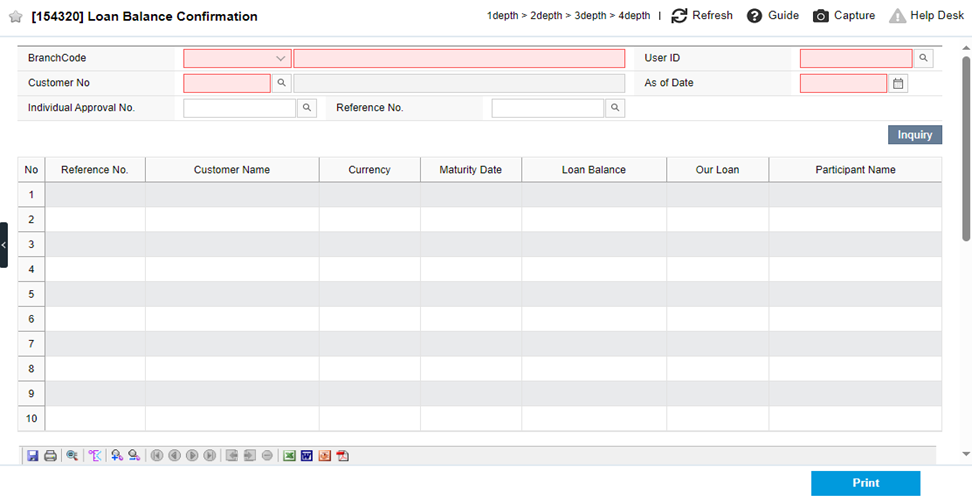 [154320] Loan Balance Confirmation 1depth > 2depth > 3depth > 4depth | Refresh Guide Capture Help Desk
BranchCode User ID
Customer No As of Date
Individual Approval No. Reference No.
Inquiry
No Reference No. Customer Name Currency Maturity Date Loan Balance Our Loan Participant Name
1
2
3
4
5
6
7
8
9
10
Print